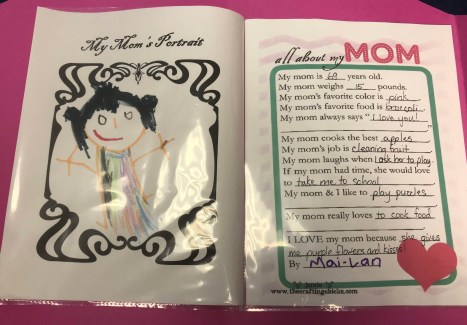 My Mom's Portrait
all about my MOM
My mom is 69 years old.
My mom weighs 15 pounds.
My mom's favorite color is pink.
My mom's favorite food is broccoli.
My mom always says "I love you!
"
My mom cooks the best apples
My mom's job is cleaning fruit
My mom laughs when I ask her to play
If my mom had time, she would love
to take me to school
My mom & I like to play puzzles
My mom really loves to cook food
I LOVE my mom because she gives
me purple flowers and kisses!
By Mai-Lan
www.thecraftingchicks.com